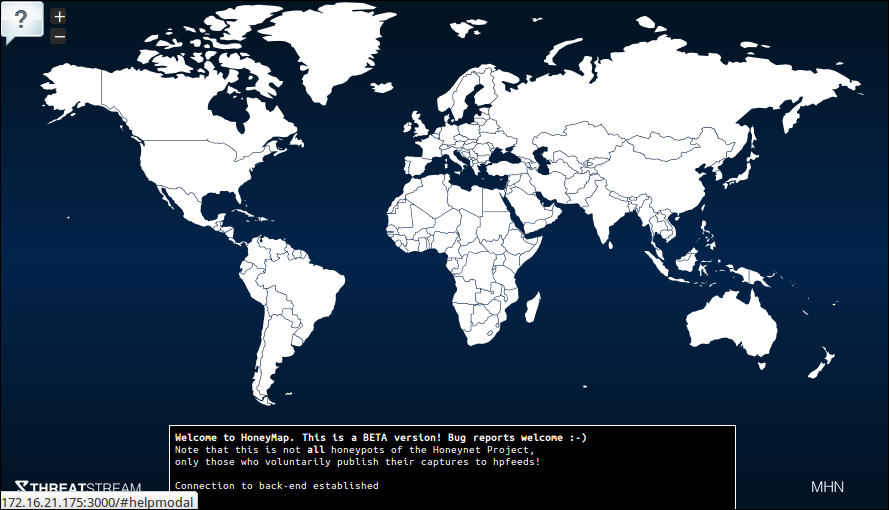 ?
+
−
Welcome to HoneyMap. This is a BETA version! Bug reports welcome :-)
Note that this is not all honeypots of the Honeynet Project,
only those who voluntarily publish their captures to hpfeeds!
Connection to back-end established
THREATSTREAM
MHN
172.16.21.175:3000/#helpmodal